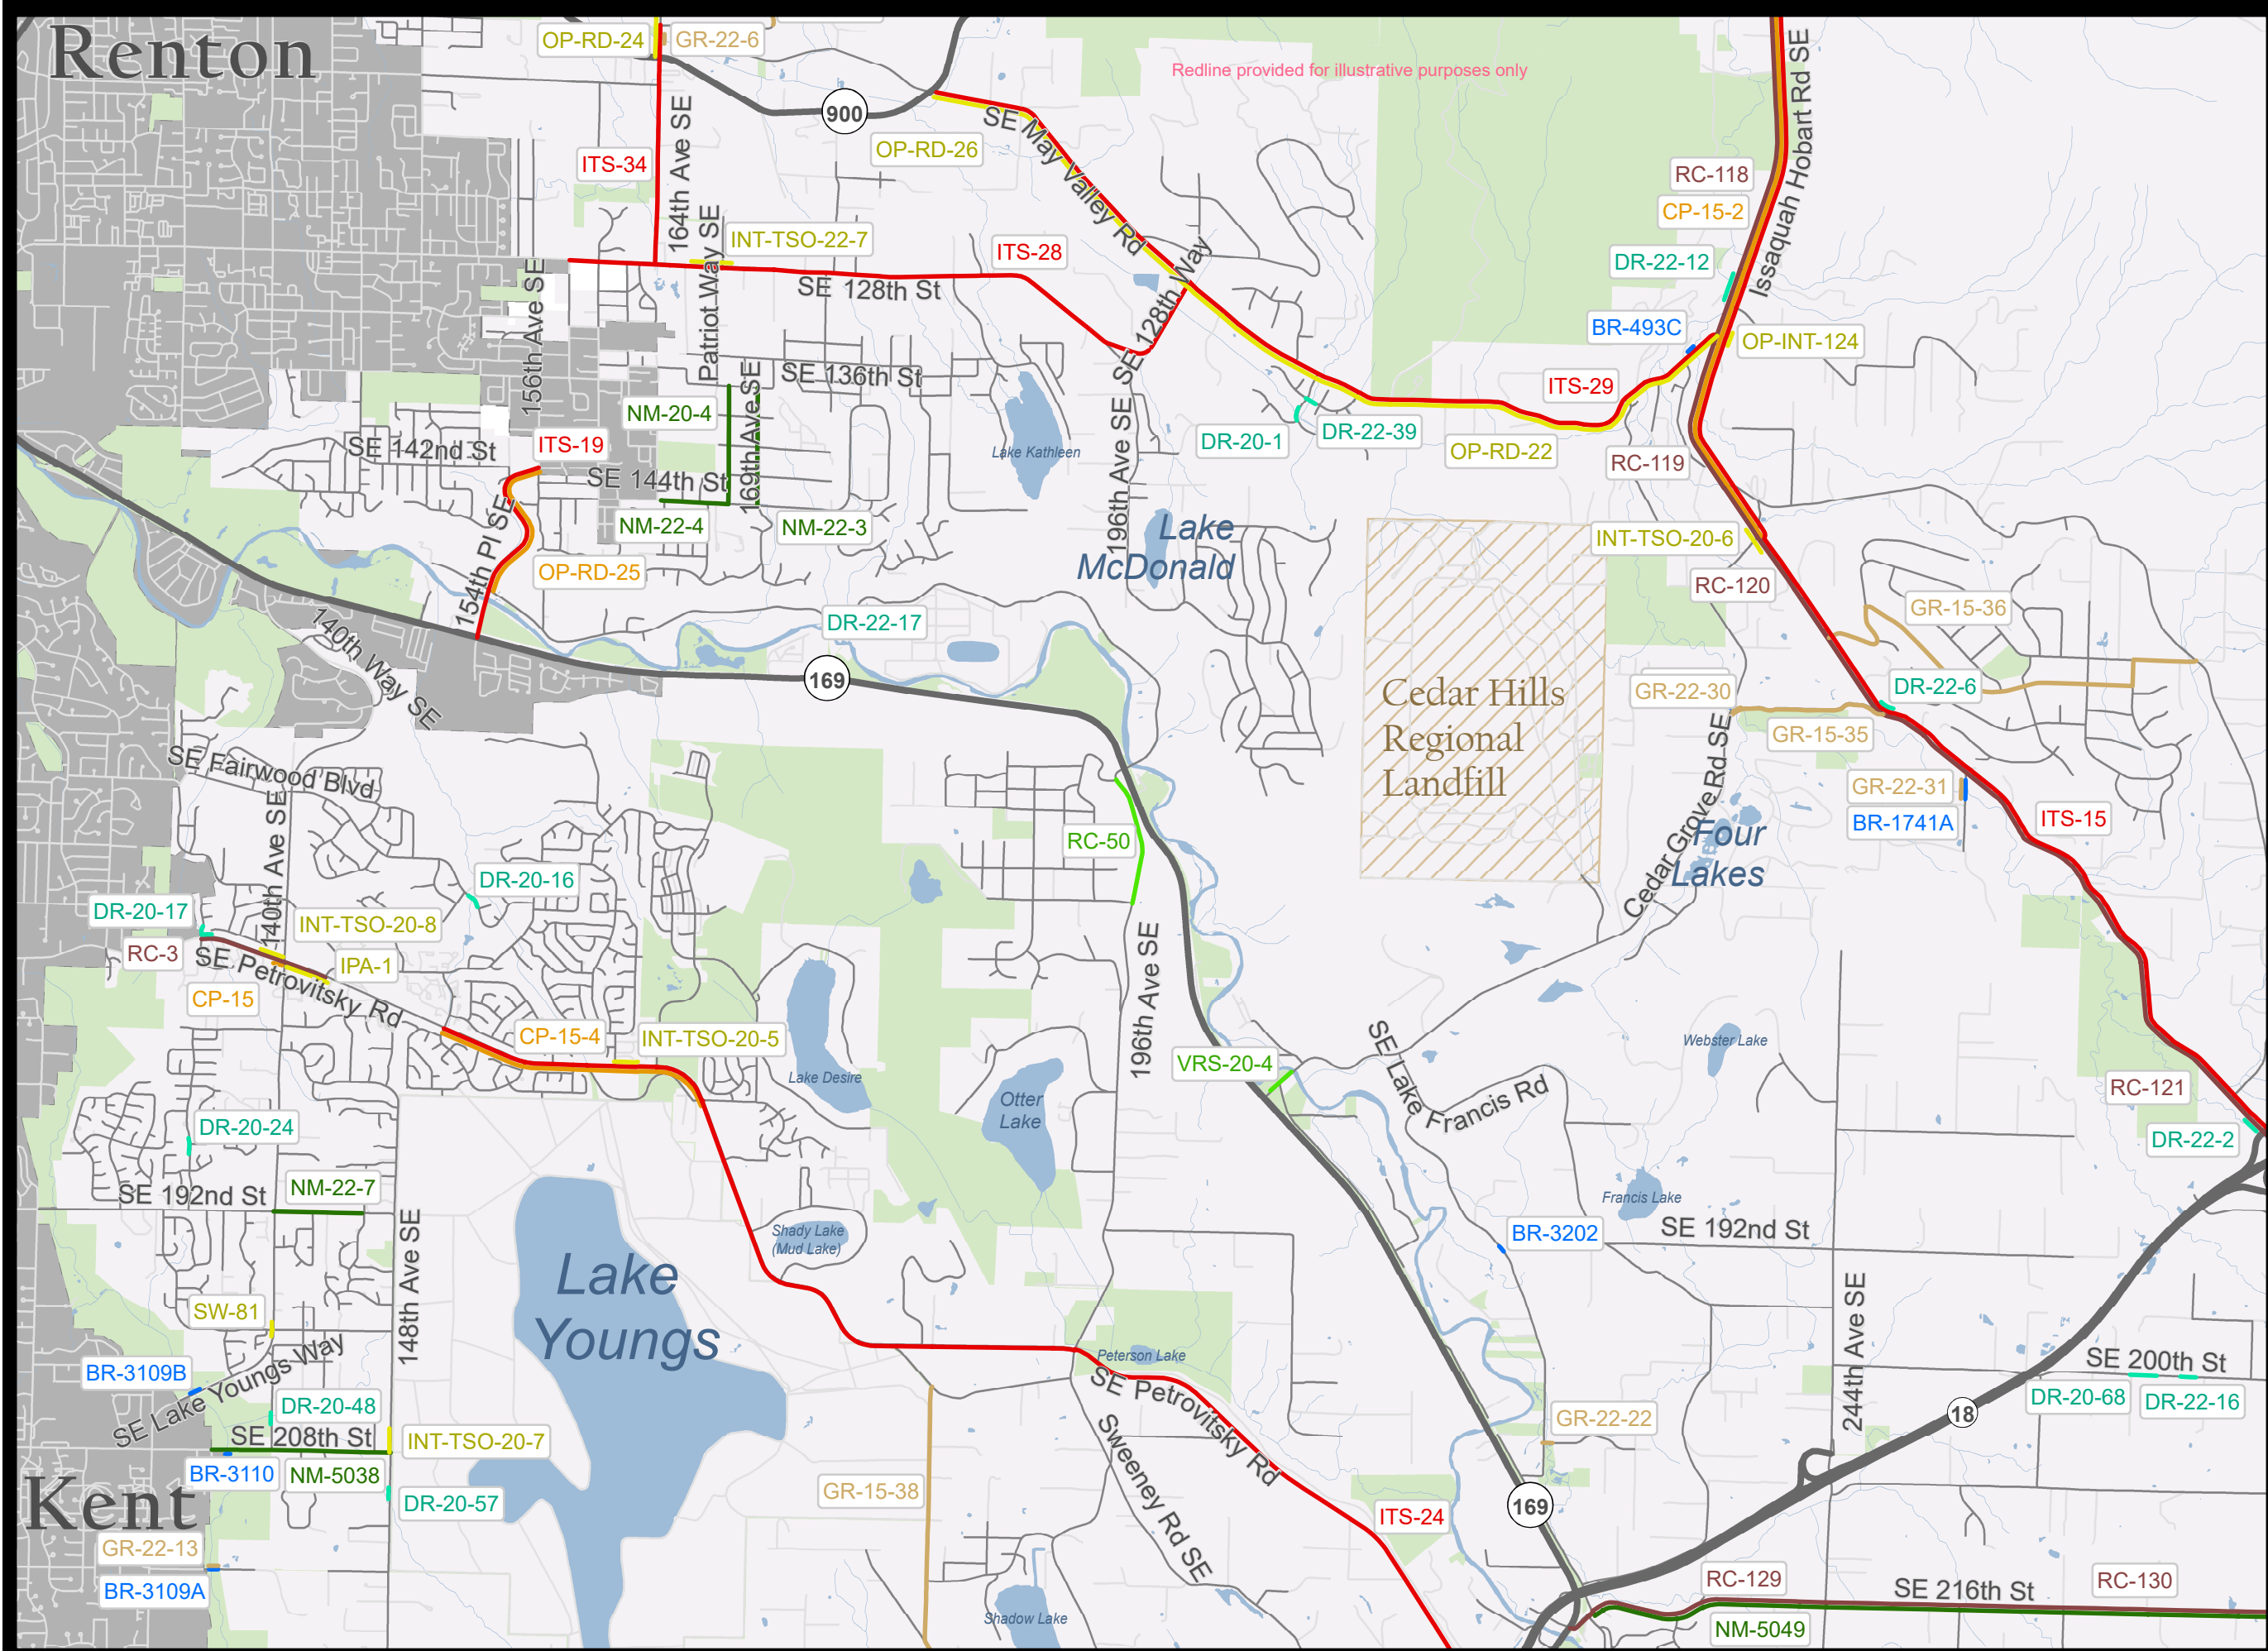 Renton
OP-RD-24
GR-22-6
Redline provided for illustrative purposes only
900
SE May Valley Rd
OP-RD-26
ITS-34
164th Ave SE
Issaquah Hobart Rd SE
RC-118
CP-15-2
INT-TSO-22-7
ITS-28
DR-22-12
SE 128th St
Patriot Way SE
156th Ave SE
SE 128th Way
BR-493C
OP-INT-124
SE 136th St
ITS-29
NM-20-4
169th Ave SE
DR-20-1
DR-22-39
OP-RD-22
RC-119
SE 142nd St
ITS-19
Lake Kathleen
SE 144th St
196th Ave SE
NM-22-4
NM-22-3
Lake
McDonald
INT-TSO-20-6
154th Pl SE
OP-RD-25
RC-120
GR-15-36
140th Way SE
DR-22-17
169
Cedar Hills
Regional
Landfill
GR-22-30
DR-22-6
GR-15-35
SE Fairwood Blvd
GR-22-31
BR-1741A
ITS-15
Cedar Grove Rd SE
Four
Lakes
140th Ave SE
RC-50
DR-20-16
DR-20-17
INT-TSO-20-8
RC-3
SE Petrovitsky Rd
IPA-1
CP-15
196th Ave SE
CP-15-4
INT-TSO-20-5
Lake Desire
VRS-20-4
SE Lake Francis Rd
Webster Lake
RC-121
Otter
Lake
DR-20-24
DR-22-2
SE 192nd St
NM-22-7
Francis Lake
Shady Lake
(Mud Lake)
BR-3202
SE 192nd St
148th Ave SE
Lake
Youngs
244th Ave SE
SW-81
BR-3109B
SE Lake Youngs Way
Peterson Lake
SE 200th St
SE Petrovitsky Rd
DR-20-68
DR-22-16
DR-20-48
18
GR-22-22
SE 208th St
INT-TSO-20-7
Sweeney Rd SE
BR-3110
NM-5038
Kent
DR-20-57
GR-15-38
169
ITS-24
GR-22-13
BR-3109A
RC-129
SE 216th St
RC-130
Shadow Lake
NM-5049